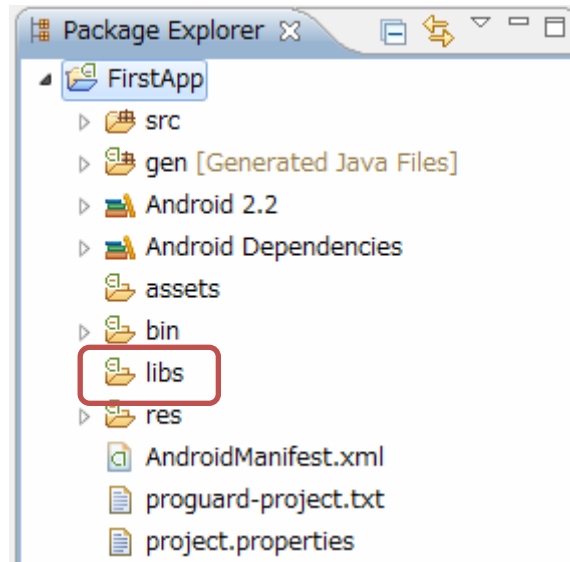 Package Explorer
FirstApp
src
gen [Generated Java Files]
Android 2.2
Android Dependencies
assets
bin
libs
res
AndroidManifest.xml
proguard-project.txt
project.properties